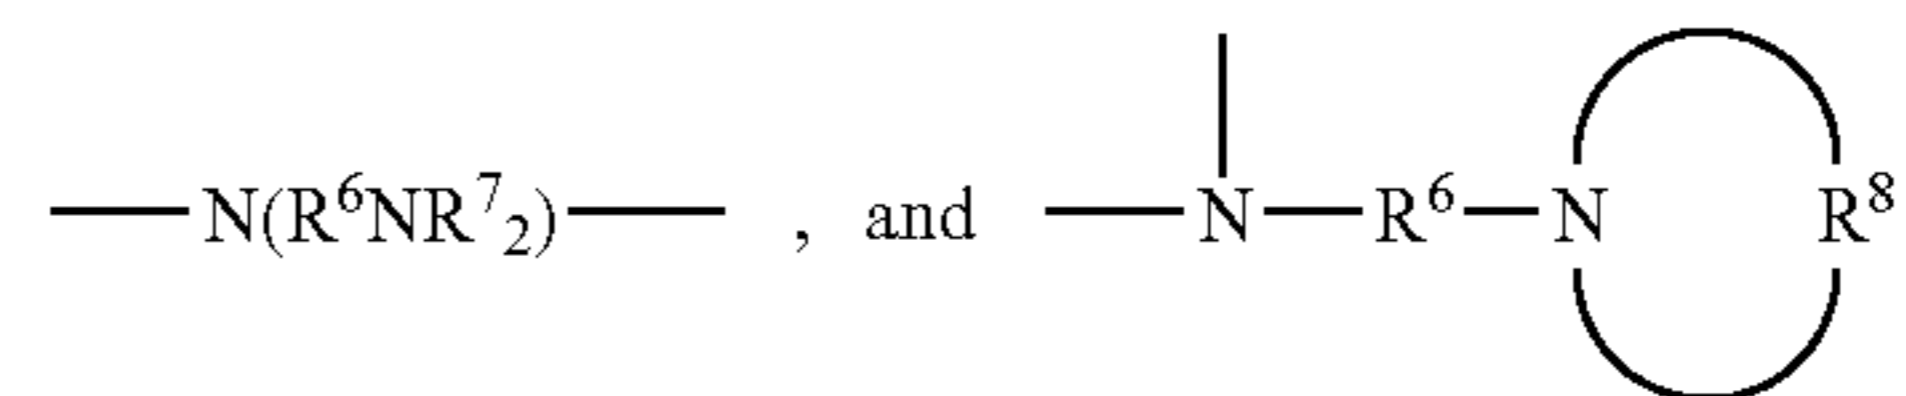 —N(R⁶NR⁷₂)—, and —N—R⁶—N R⁸